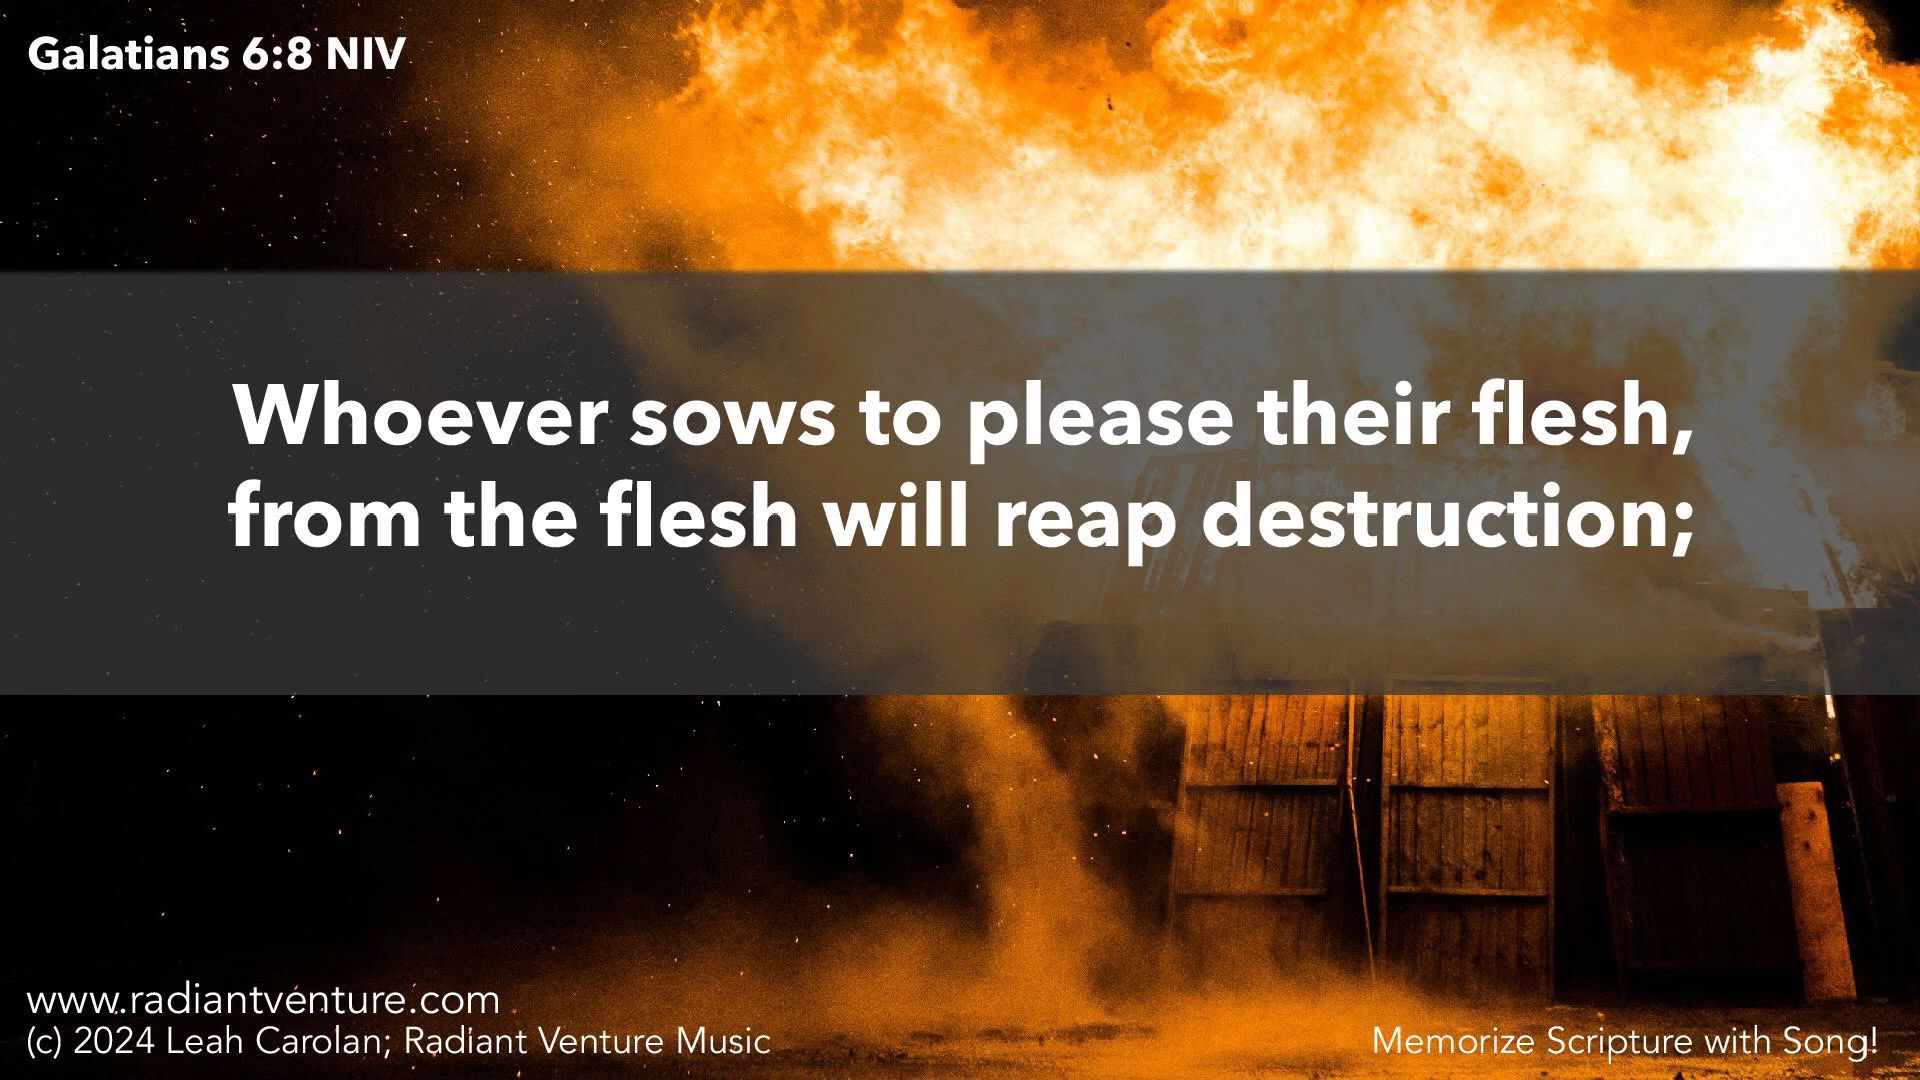 Galatians 6:8 NIV
Whoever sows to please their flesh,
from the flesh will reap destruction;
www.radiantventure.com
(c) 2024 Leah Carolan; Radiant Venture Music
Memorize Scripture with Song!